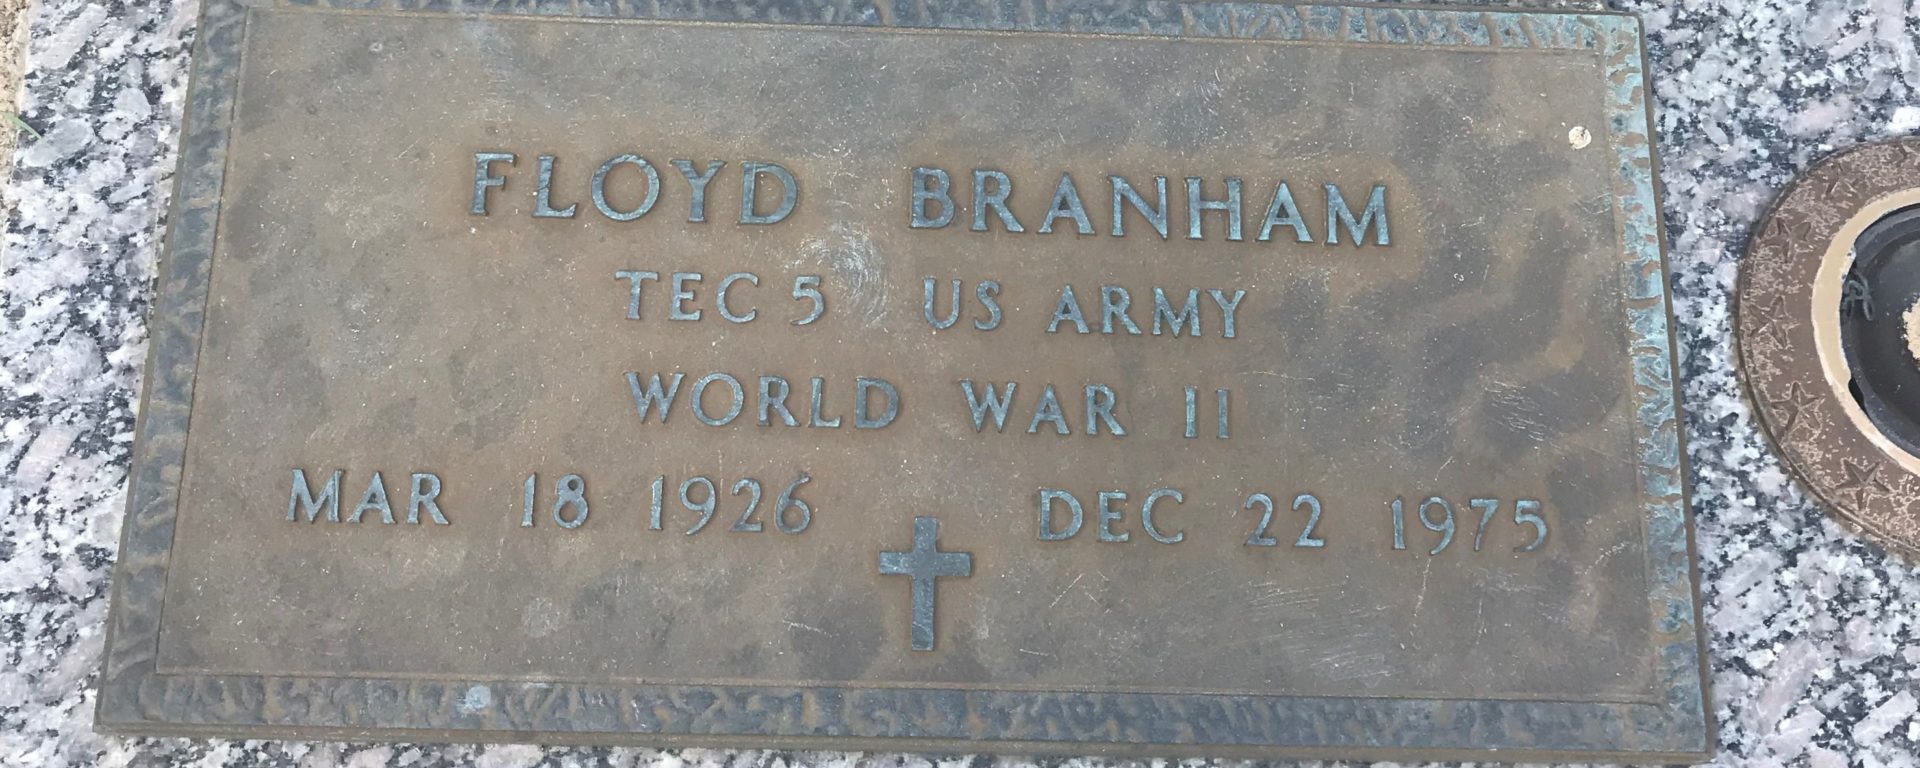 FLOYD BRANHAM
TEC 5 US ARMY
WORLD WAR II
MAR 18 1926 DEC 22 1975